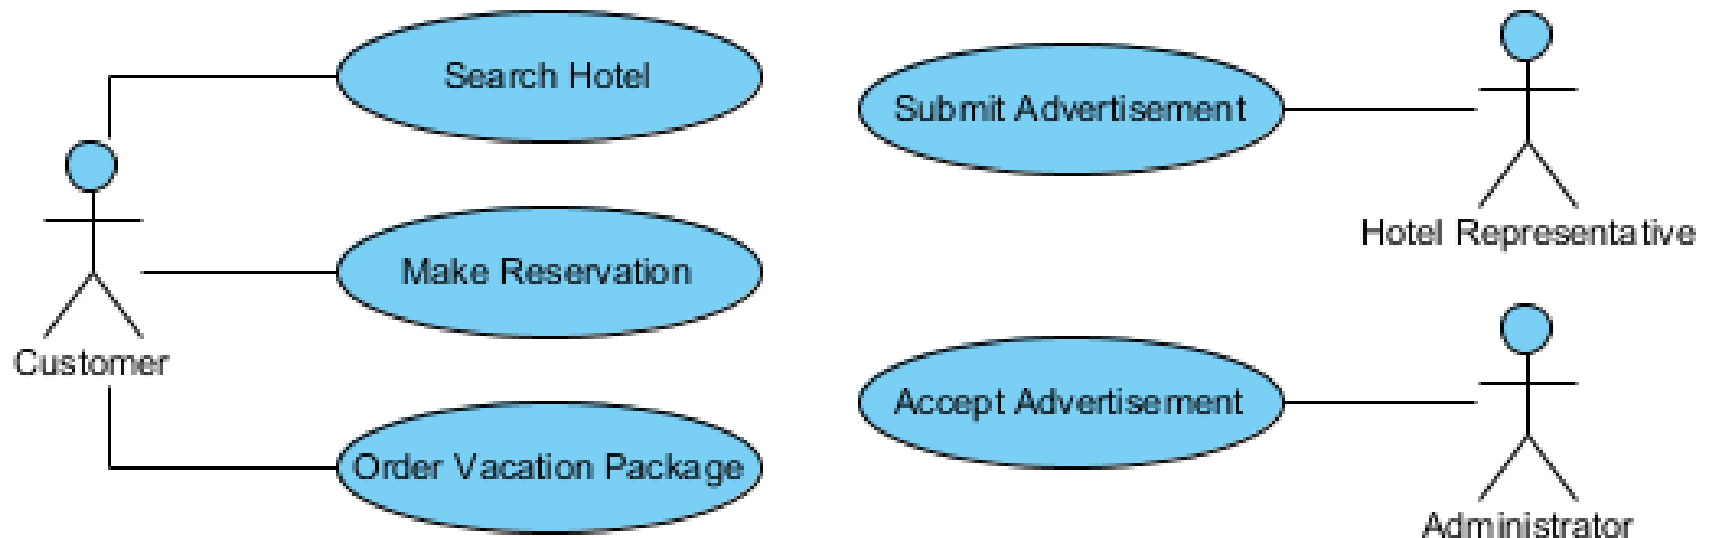 Search Hotel
Make Reservation
Customer
Order Vacation Package
Submit Advertisement
Hotel Representative
Accept Advertisement
Administrator